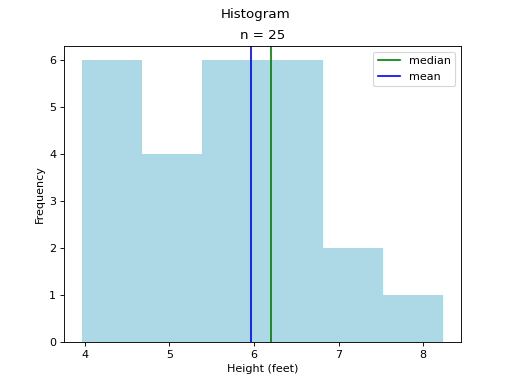 Histogram
n = 25
median
mean
Frequency
6
5
4
3
2
1
0
4 5 6 7 8
Height (feet)